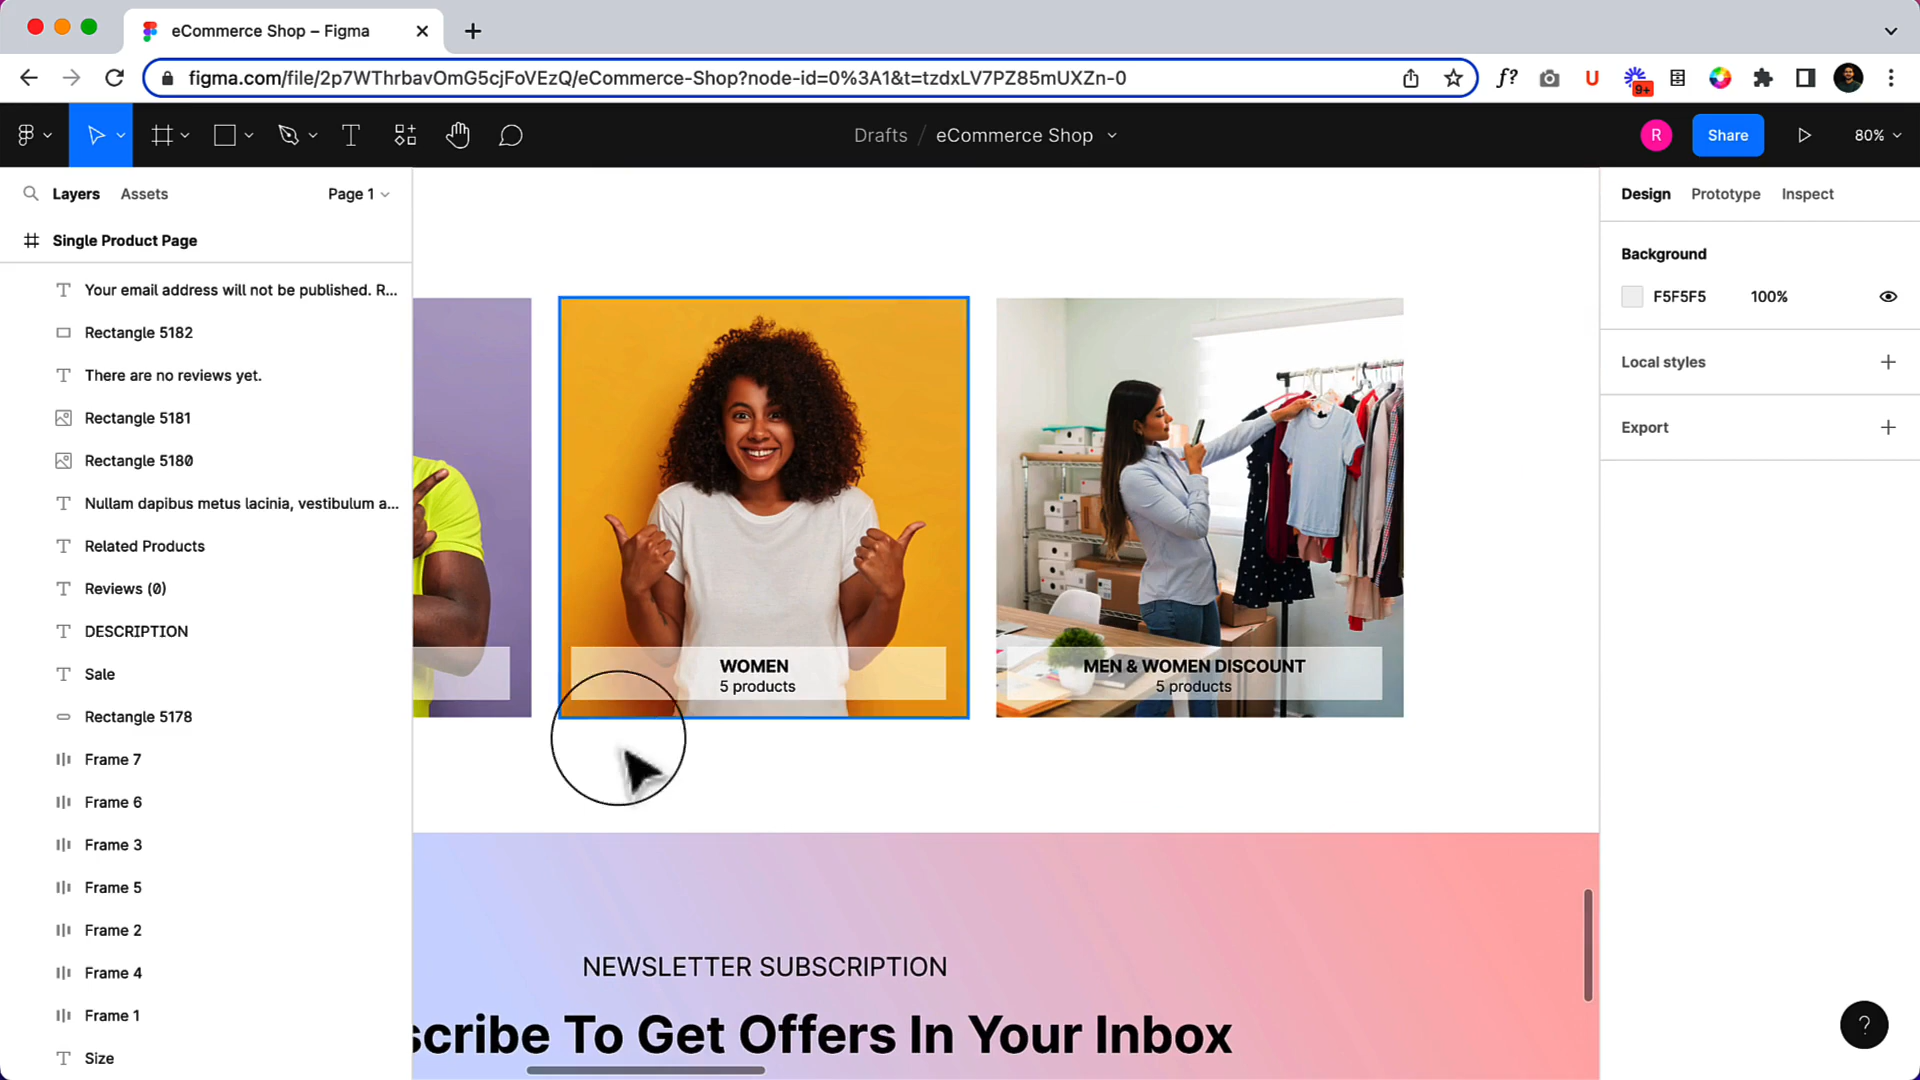 eCommerce Shop – Figma
figma.com/file/2p7WThrbavOmG5cjFoVEzQ/eCommerce-Shop?node-id=0%3A1&t=tzdxLV7PZ85mUXZn-0
f?
U
9+
Drafts / eCommerce Shop
R
Share
80%
Layers
Assets
Page 1
Single Product Page
Your email address will not be published. R...
Rectangle 5182
There are no reviews yet.
Rectangle 5181
Rectangle 5180
Nullam dapibus metus lacinia, vestibulum a...
Related Products
Reviews (0)
DESCRIPTION
Sale
Rectangle 5178
Frame 7
Frame 6
Frame 3
Frame 5
Frame 2
Frame 4
Frame 1
Size
WOMEN
5 products
MEN & WOMEN DISCOUNT
5 products
NEWSLETTER SUBSCRIPTION
scribe To Get Offers In Your Inbox
Design
Prototype
Inspect
Background
F5F5F5
100%
Local styles
Export
?